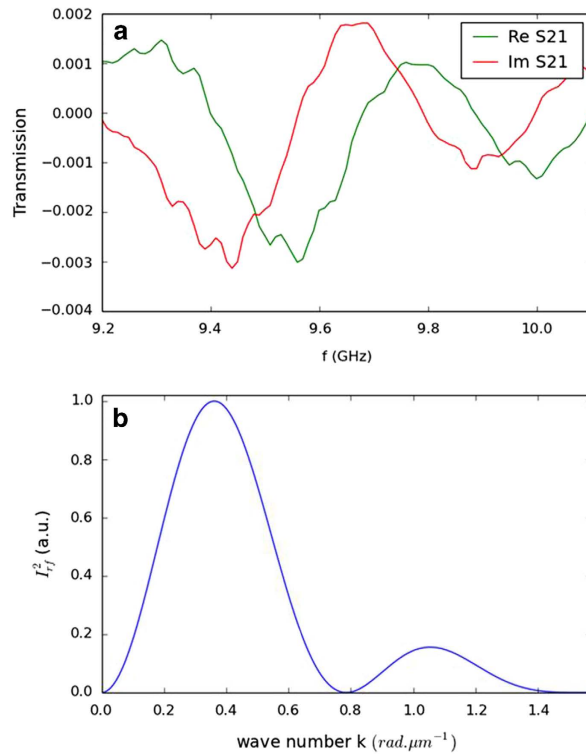 a
Re S21
Im S21
0.002
0.001
0.000
−0.001
−0.002
−0.003
−0.004
Transmission
9.2 9.4 9.6 9.8 10.0
f (GHz)
b
1.0
0.8
0.6
0.4
0.2
0.0
I²rf (a.u.)
0.0 0.2 0.4 0.6 0.8 1.0 1.2 1.4
wave number k (rad.μm⁻¹)